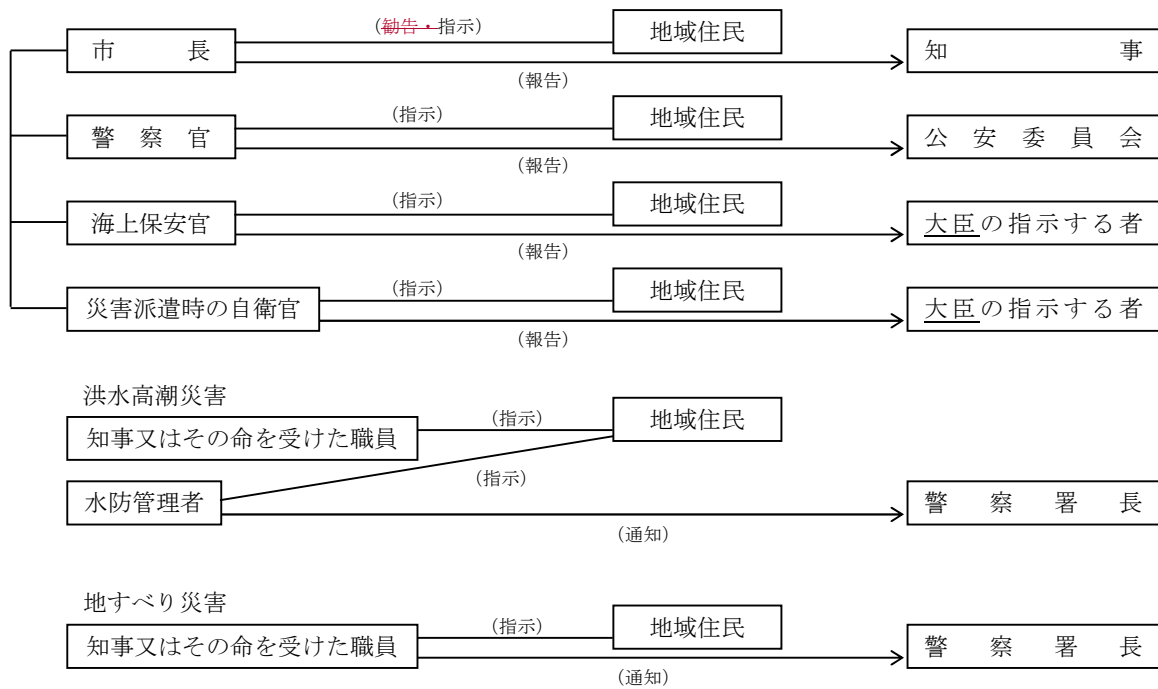 （勧告・指示）
地域住民
市長
知事
（報告）
（指示）
地域住民
警察官
公安委員会
（報告）
（指示）
地域住民
海上保安官
大臣の指示する者
（報告）
（指示）
地域住民
災害派遣時の自衛官
大臣の指示する者
（報告）
洪水高潮災害
（指示）
地域住民
知事又はその命を受けた職員
（指示）
水防管理者
警察署長
（通知）
地すべり災害
（指示）
地域住民
知事又はその命を受けた職員
警察署長
（通知）